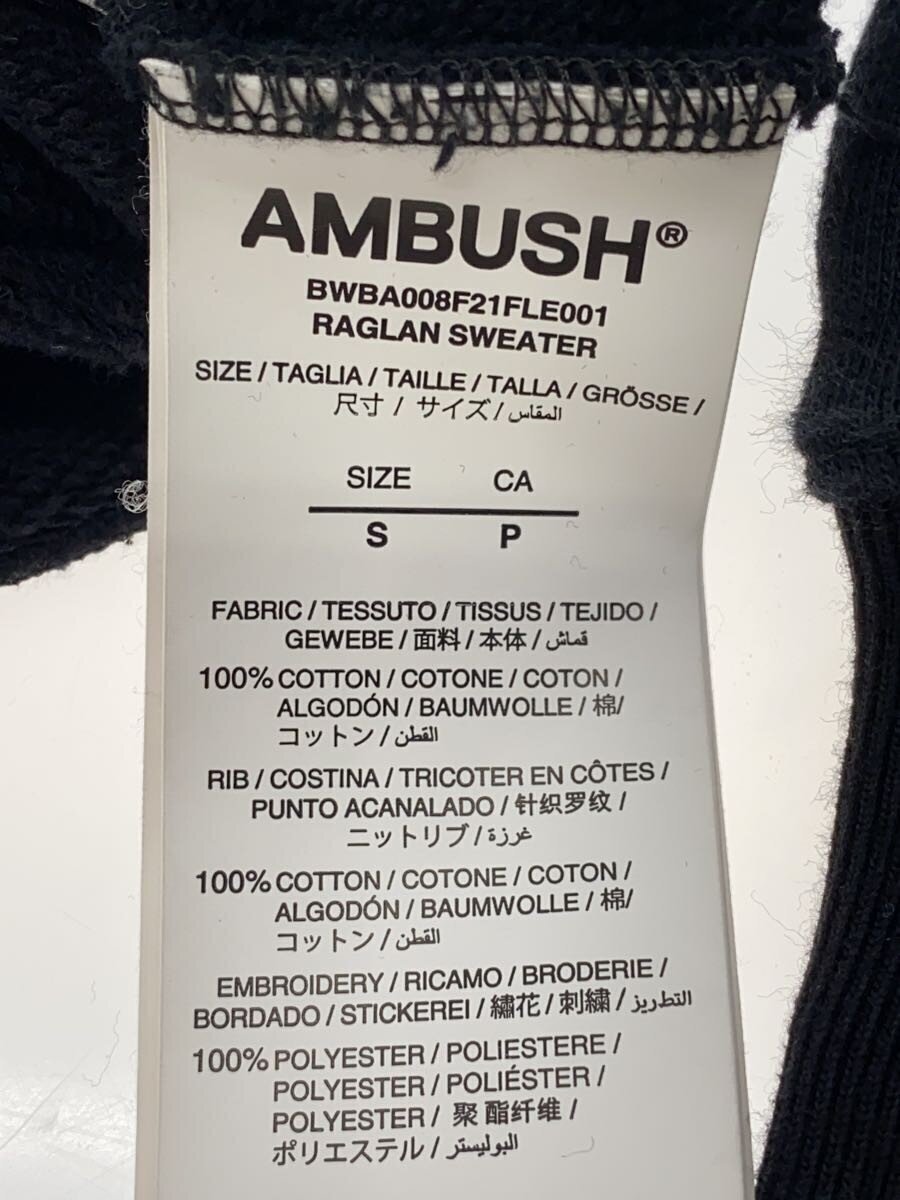 AMBUSH®
BWBA008F21FLE001
RAGLAN SWEATER
SIZE / TAGLIA / TAILLE / TALLA / GRÖSSE /
尺寸 / サイズ / المقاس
SIZE CA
S P
FABRIC / TESSUTO / TISSUS / TEJIDO /
GEWEBE / 面料 / 本体 / قماش
100% COTTON / COTONE / COTON /
ALGODÓN / BAUMWOLLE / 棉/
コットン / القطن
RIB / COSTINA / TRICOTER EN CÔTES /
PUNTO ACANALADO / 针织罗纹 /
ニットリブ / غرزة
100% COTTON / COTONE / COTON /
ALGODÓN / BAUMWOLLE / 棉/
コットン / القطن
EMBROIDERY / RICAMO / BRODERIE /
BORDADO / STICKEREI / 繡花 / 刺繍 / التطريز
100% POLYESTER / POLIESTERE /
POLYESTER / POLIÉSTER /
POLYESTER / 聚 酯纤维 /
ポリエステル / البوليستر